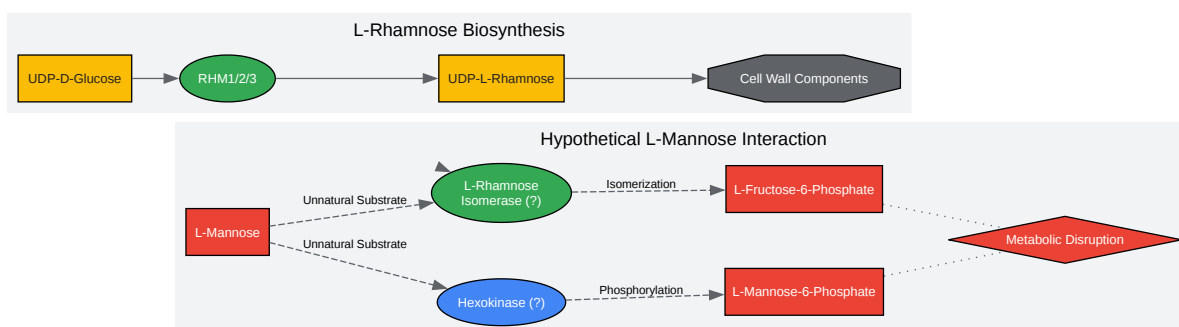 L-Rhamnose Biosynthesis
UDP-D-Glucose
RHM1/2/3
UDP-L-Rhamnose
Cell Wall Components
Hypothetical L-Mannose Interaction
L-Mannose
Unnatural Substrate
Unnatural Substrate
L-Rhamnose
Isomerase (?)
Isomerization
L-Fructose-6-Phosphate
Hexokinase (?)
Phosphorylation
L-Mannose-6-Phosphate
Metabolic Disruption